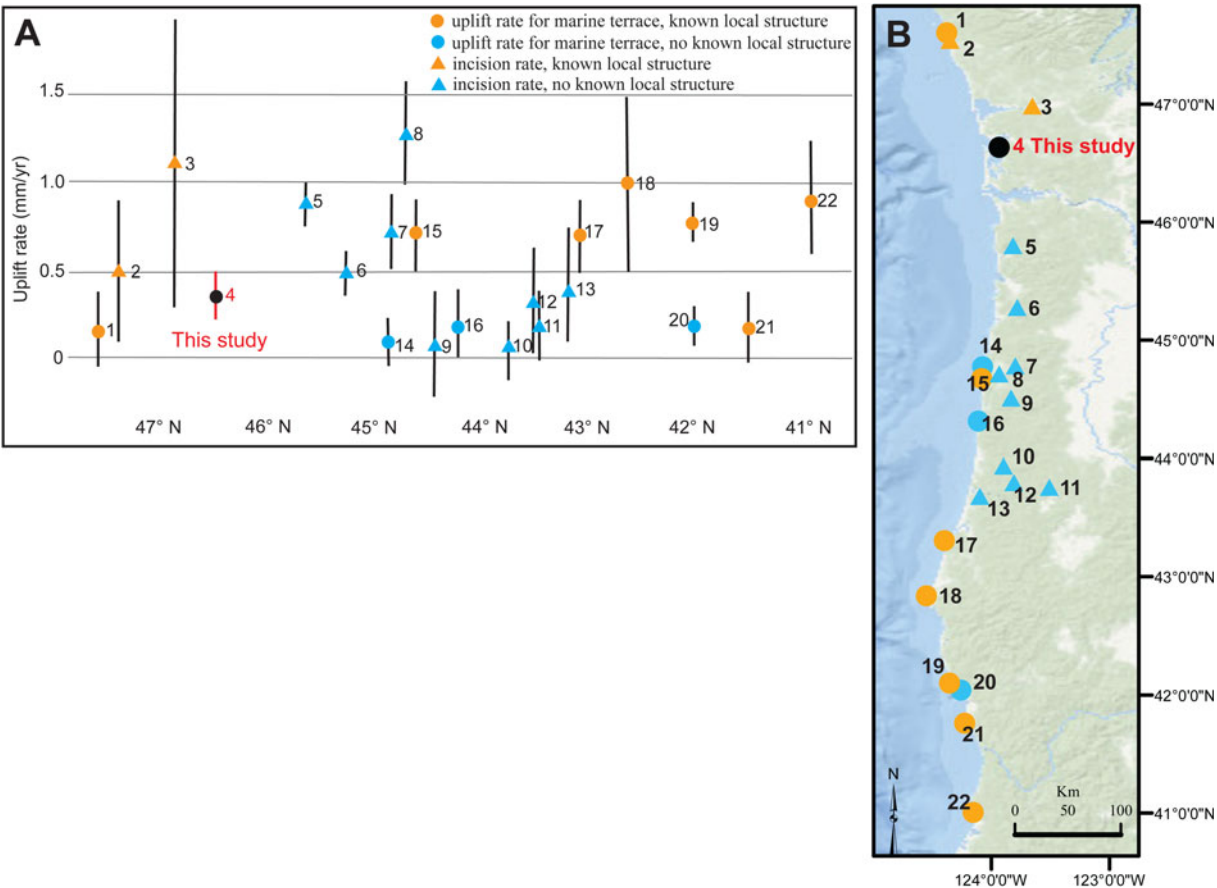 A
uplift rate for marine terrace, known local structure
uplift rate for marine terrace, no known local structure
incision rate, known local structure
incision rate, no known local structure
Uplift rate (mm/yr)
1.5
1.0
0.5
0
1
2
3
4
This study
5
6
7
8
9
10
11
12
13
14
15
16
17
18
19
20
21
22
47° N
46° N
45° N
44° N
43° N
42° N
41° N
B
1
2
3
4 This study
5
6
14
7
15
8
9
16
10
11
12
13
17
18
19
20
21
22
N
Km
0
50
100
47°0'0"N
46°0'0"N
45°0'0"N
44°0'0"N
43°0'0"N
42°0'0"N
41°0'0"N
124°0'0"W
123°0'0"W